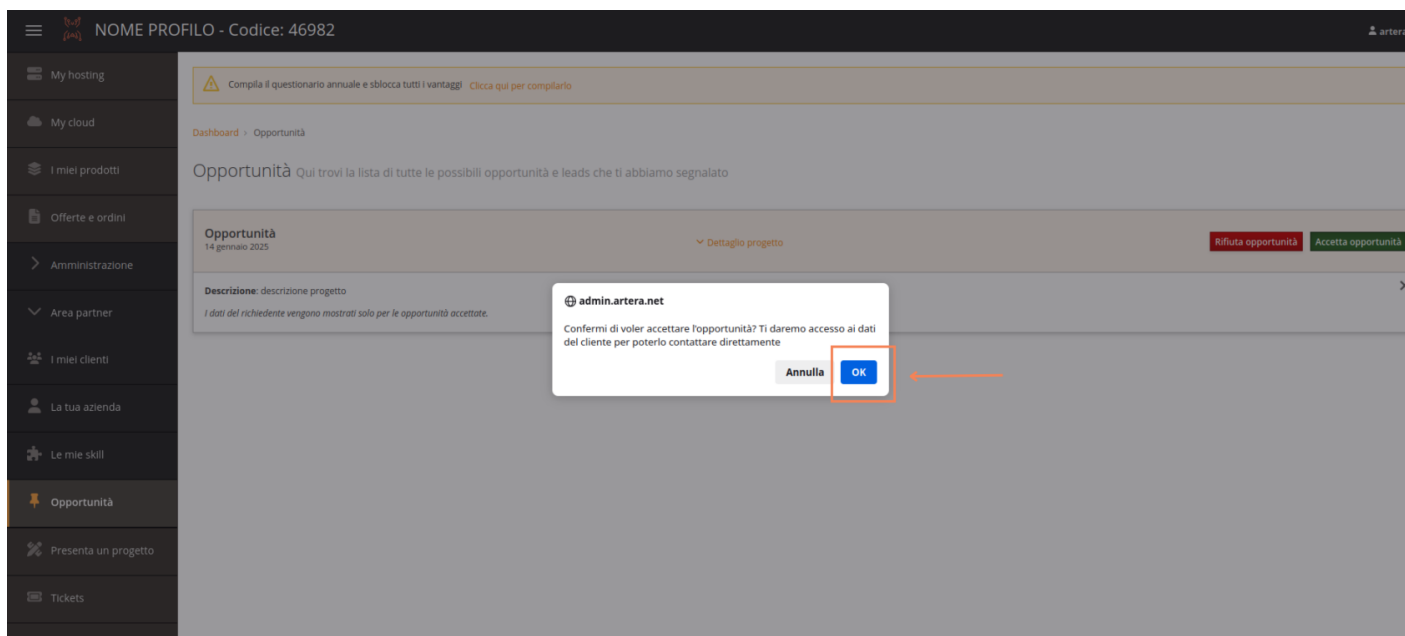 NOME PROFILO - Codice: 46982
artera
My hosting
My cloud
I miei prodotti
Offerte e ordini
Amministrazione
Area partner
I miei clienti
La tua azienda
Le mie skill
Opportunità
Presenta un progetto
Tickets
Compila il questionario annuale e sblocca tutti i vantaggi Clicca qui per compilarlo
Dashboard › Opportunità
Opportunità Qui trovi la lista di tutte le possibili opportunità e leads che ti abbiamo segnalato
Opportunità
14 gennaio 2025
Dettaglio progetto
Rifiuta opportunità
Accetta opportunità
Descrizione: descrizione progetto
I dati del richiedente vengono mostrati solo per le opportunità accettate.
admin.artera.net
Confermi di voler accettare l'opportunità? Ti daremo accesso ai dati
del cliente per poterlo contattare direttamente
Annulla
OK